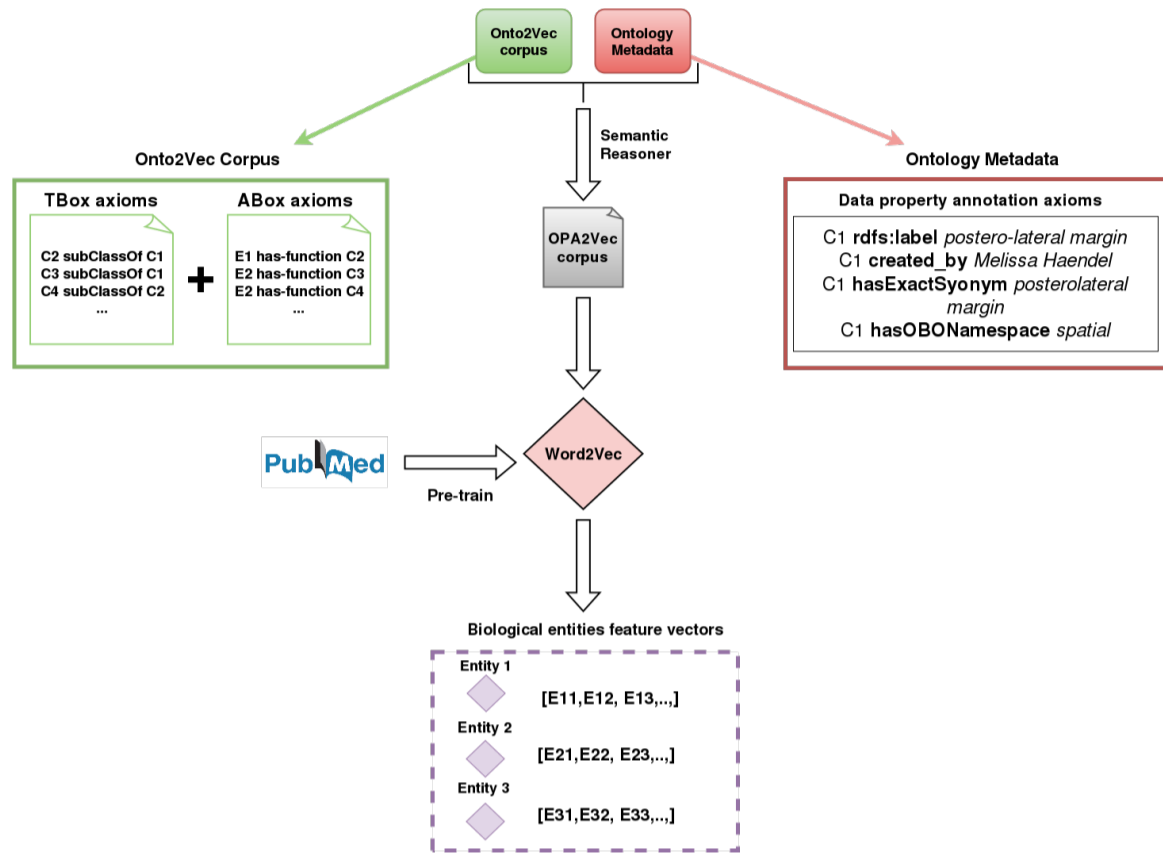 Onto2Vec
corpus
Ontology
Metadata
Semantic
Reasoner
Onto2Vec Corpus
TBox axioms
ABox axioms
C2 subClassOf C1
C3 subClassOf C1
C4 subClassOf C2
...
+
E1 has-function C2
E2 has-function C3
E2 has-function C4
...
OPA2Vec
corpus
Ontology Metadata
Data property annotation axioms
C1 rdfs:label postero-lateral margin
C1 created_by Melissa Haendel
C1 hasExactSyonym posterolateral
margin
C1 hasOBONamespace spatial
PubMed
Pre-train
Word2Vec
Biological entities feature vectors
Entity 1
[E11,E12, E13,..,]
Entity 2
[E21,E22, E23,..,]
Entity 3
[E31,E32, E33,..,]